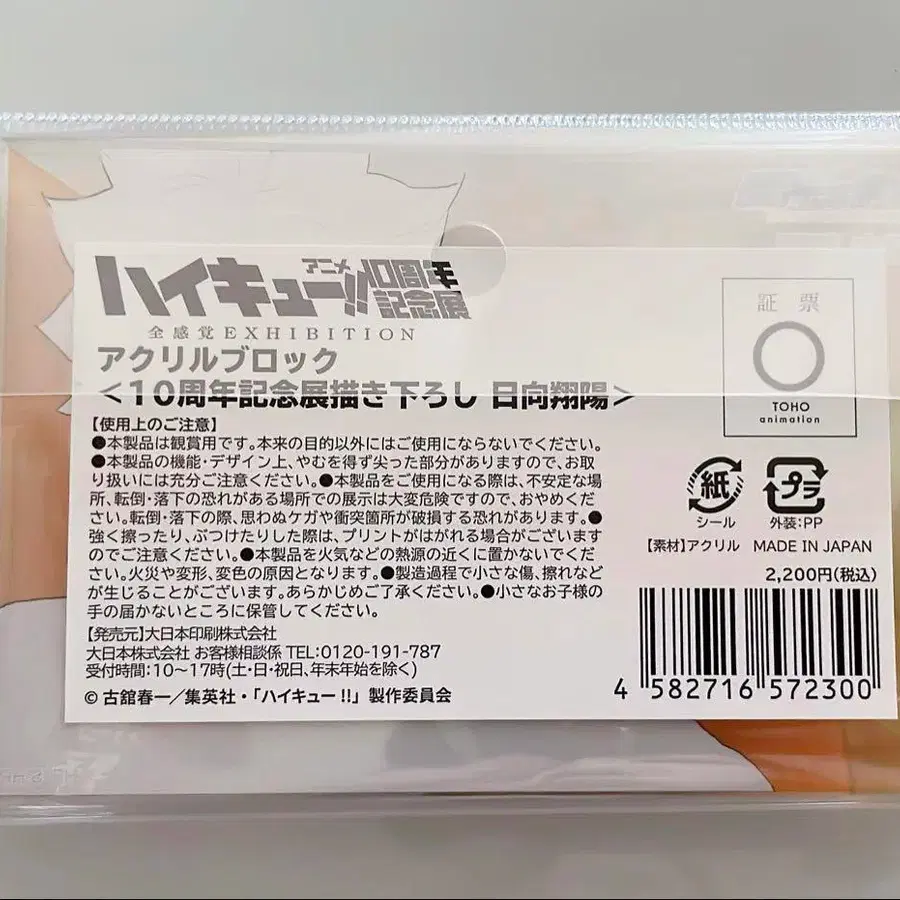 アニメ
ハイキュー!!10周年
記念展
全感覚EXHIBITION
アクリルブロック
<10周年記念展描き下ろし 日向翔陽>
【使用上のご注意】
●本製品は観賞用です。本来の目的以外にはご使用にならないでください。
●本製品の機能・デザイン上、やむを得ず尖った部分がありますので、お取
り扱いには充分ご注意ください。●本製品をご使用になる際は、不安定な場
所、転倒・落下の恐れがある場所での展示は大変危険ですので、おやめくだ
さい。転倒・落下の際、思わぬケガや衝突箇所が破損する恐れがあります。●
強く擦ったり、ぶつけたりした際は、プリントがはがれる場合がございます
のでご注意ください。●本製品を火気などの熱源の近くに置かないでくだ
さい。火災や変形、変色の原因となります。●製造過程で小さな傷、擦れなど
が生じることがございます。あらかじめご了承ください。●小さなお子様の
手の届かないところに保管してください。
【発売元】大日本印刷株式会社
大日本株式会社 お客様相談係 TEL:0120-191-787
受付時間:10〜17時(土・日・祝日、年末年始を除く)
© 古舘春一/集英社・「ハイキュー!!」製作委員会
証票
TOHO
animation
紙
シール
プラ
外装:PP
【素材】アクリル MADE IN JAPAN
2,200円(税込)
4 582716 572300